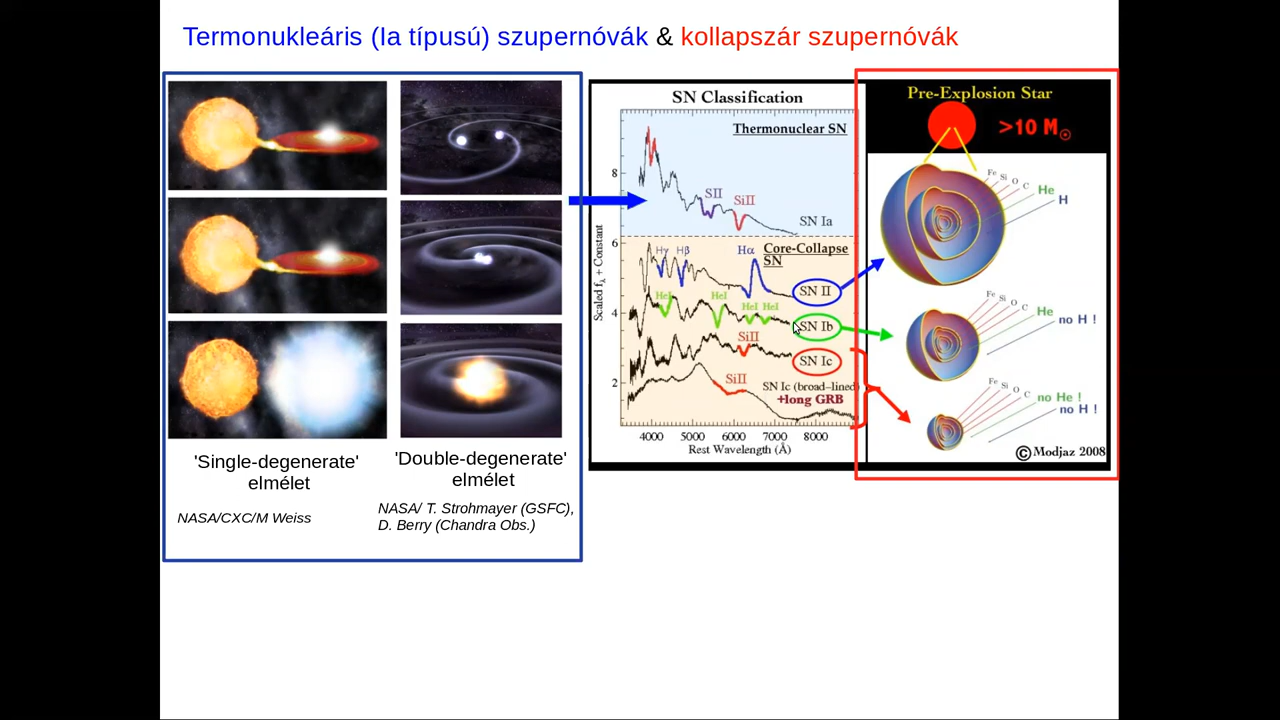 Termonukleáris (Ia típusú) szupernóvák & kollapszár szupernóvák
'Single-degenerate'
elmélet
NASA/CXC/M Weiss
'Double-degenerate'
elmélet
NASA/ T. Strohmayer (GSFC),
D. Berry (Chandra Obs.)
SN Classification
Thermonuclear SN
SII
SiII
SN Ia
Hγ
Hβ
Hα
Core-Collapse
SN
SN II
HeI
HeI
HeI HeI
SN Ib
SiII
SN Ic
SiII
SN Ic (broad-lined)
+long GRB
Scaled fλ + Constant
8
6
4
2
4000 5000 6000 7000 8000
Rest Wavelength (Å)
Pre-Explosion Star
>10 M⊙
Fe Si O C
He
H
Fe Si O C
He
no H !
Fe Si O C
no He !
no H !
©Modjaz 2008